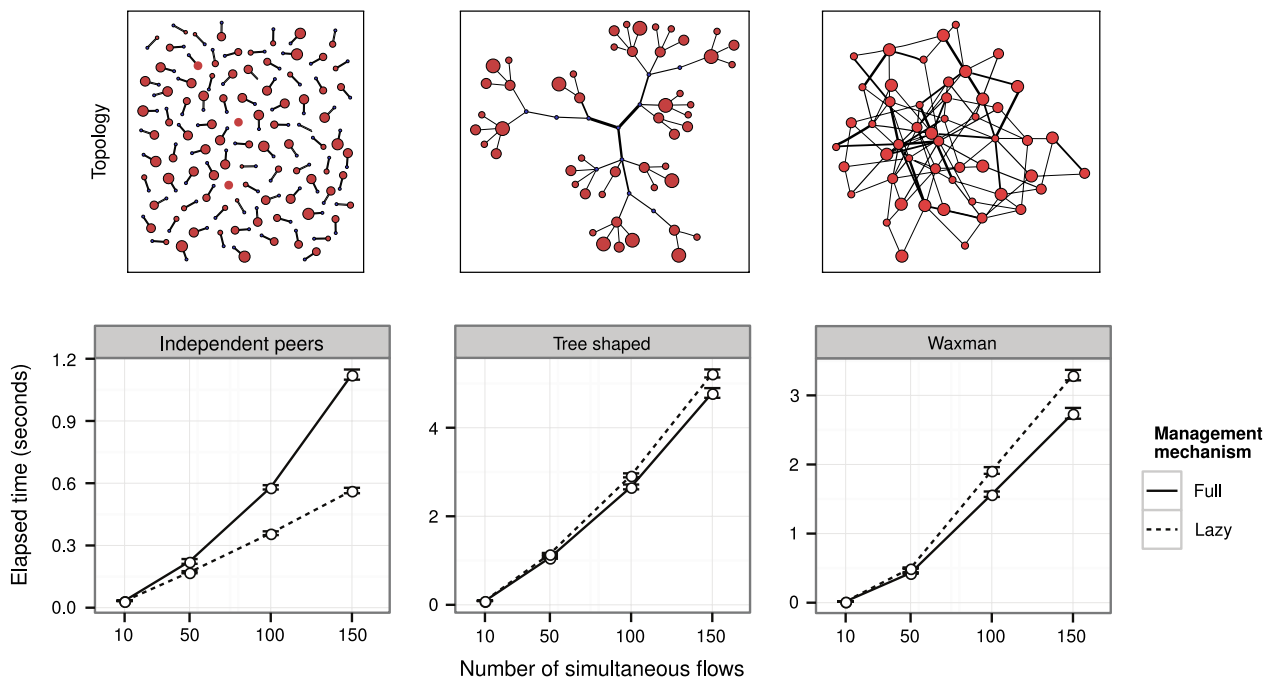 Topology
Independent peers
Tree shaped
Waxman
Elapsed time (seconds)
1.2
0.9
0.6
0.3
0.0
10 50 100 150
4
2
0
10 50 100 150
3
2
1
0
10 50 100 150
Number of simultaneous flows
Management
mechanism
Full
Lazy